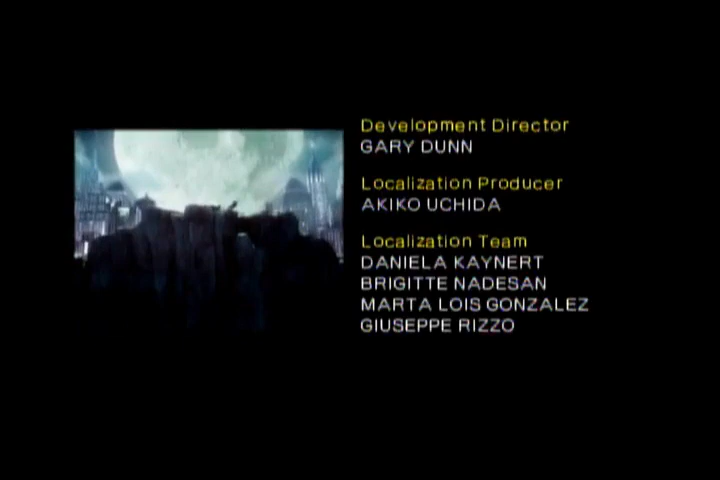 Development Director
GARY DUNN
Localization Producer
AKIKO UCHIDA
Localization Team
DANIELA KAYNERT
BRIGITTE NADESAN
MARTA LOIS GONZALEZ
GIUSEPPE RIZZO